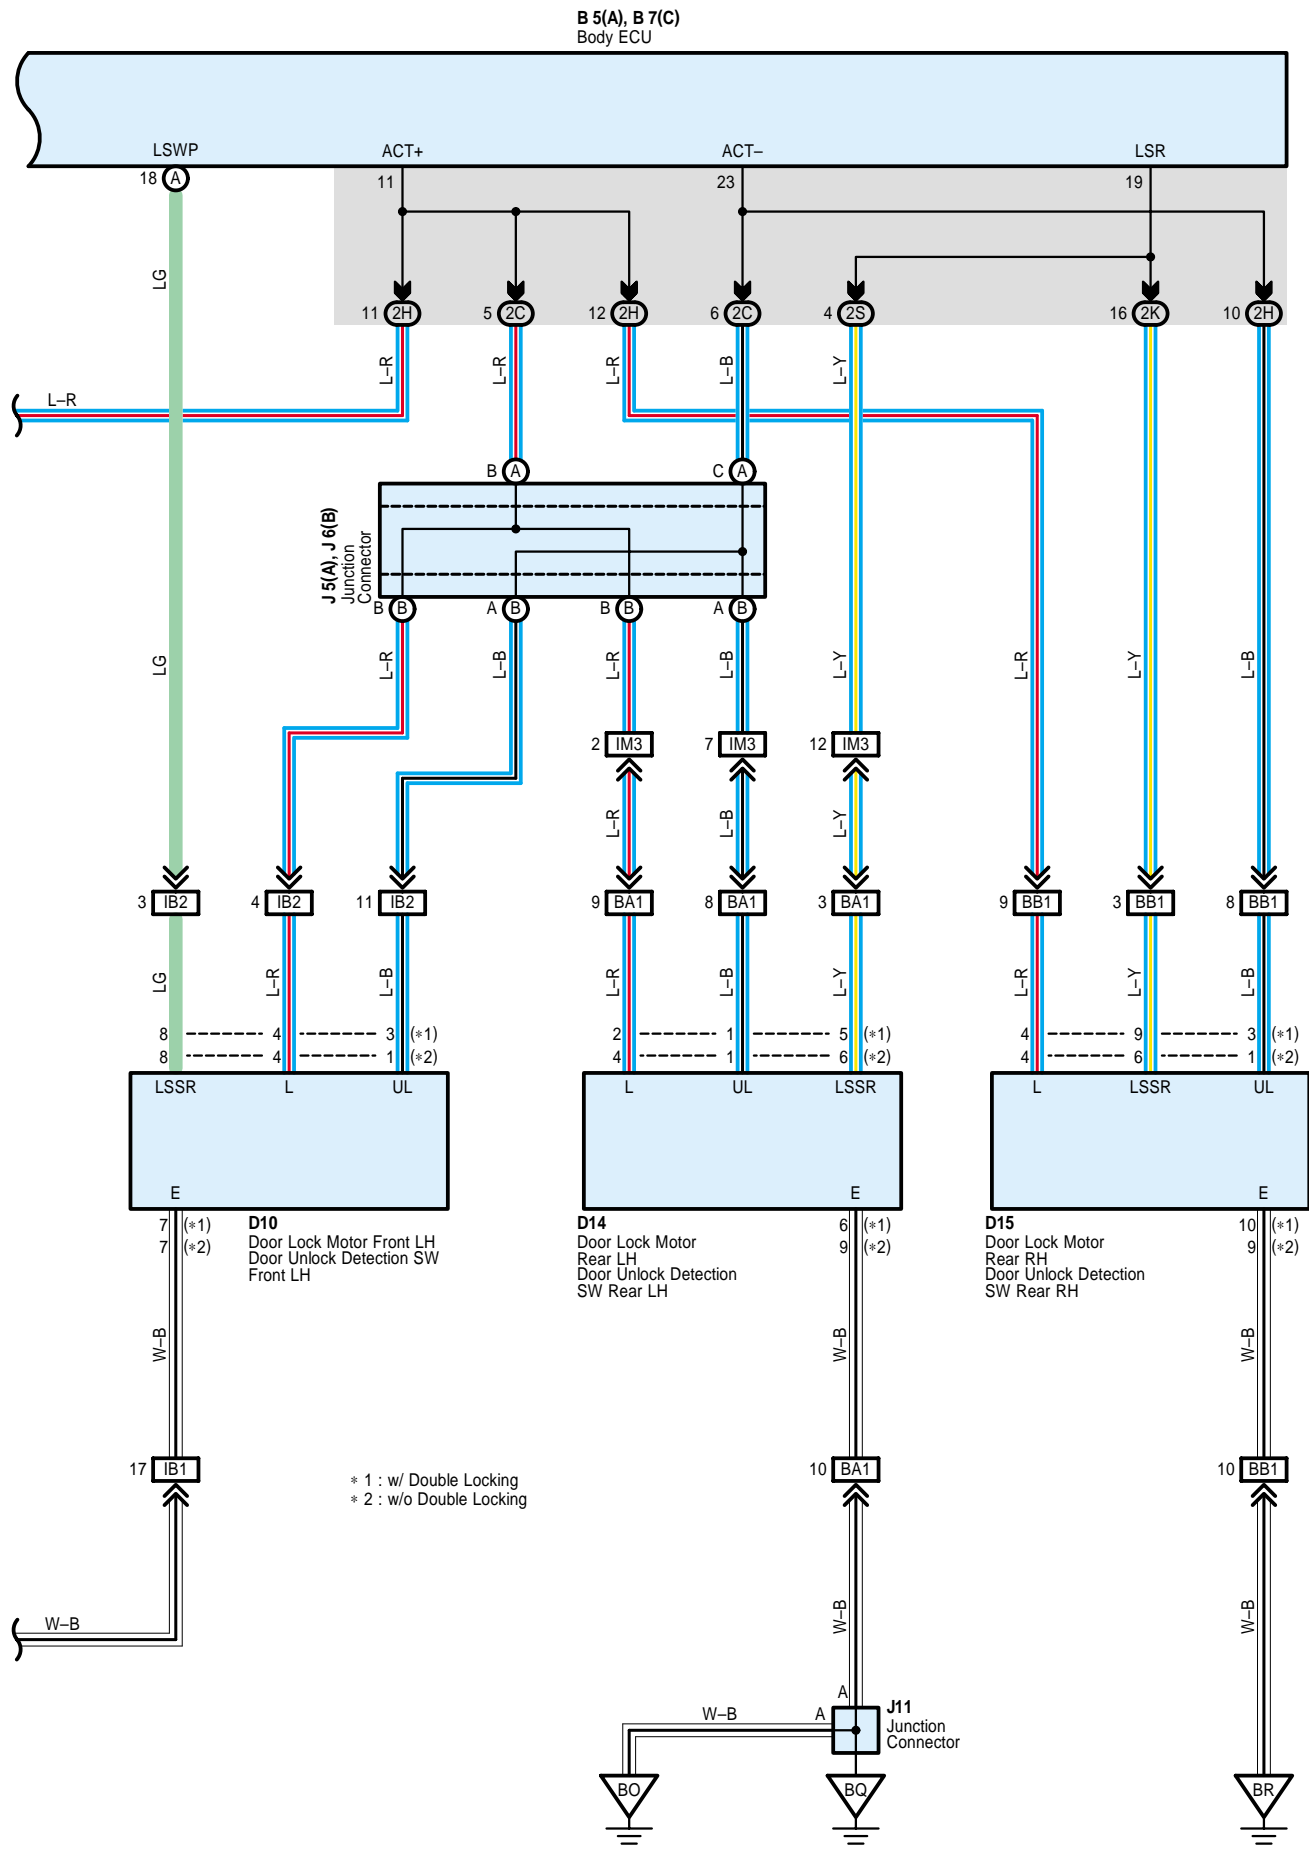 B 5(A), B 7(C)
Body ECU
LSWP ACT+ ACT– LSR
18 A 11 23 19
LG
11 2H 5 2C 12 2H 6 2C 4 2S 16 2K 10 2H
L–R L–R L–R L–B L–Y
L–R
B A C A
J 5(A), J 6(B)
Junction
Connector
B B A B B B A B
LG L–R L–B L–R L–B L–Y L–R L–Y L–B
2 IM3 7 IM3 12 IM3
L–R L–B L–Y
3 IB2 4 IB2 11 IB2 9 BA1 8 BA1 3 BA1 9 BB1 3 BB1 8 BB1
LG L–R L–B L–R L–B L–Y L–R L–Y L–B
8 4 3 (∗1) 2 1 5 (∗1) 4 9 3 (∗1)
8 4 1 (∗2) 4 1 6 (∗2) 4 6 1 (∗2)
LSSR L UL L UL LSSR L LSSR UL
E E E
7 (∗1) 6 (∗1) 10 (∗1)
7 (∗2) 9 (∗2) 9 (∗2)
D10
Door Lock Motor Front LH
Door Unlock Detection SW
Front LH
D14
Door Lock Motor
Rear LH
Door Unlock Detection
SW Rear LH
D15
Door Lock Motor
Rear RH
Door Unlock Detection
SW Rear RH
W–B W–B W–B
17 IB1 10 BA1 10 BB1
∗ 1 : w/ Double Locking
∗ 2 : w/o Double Locking
W–B W–B W–B
A
W–B A
J11
Junction
Connector
BO BQ BR